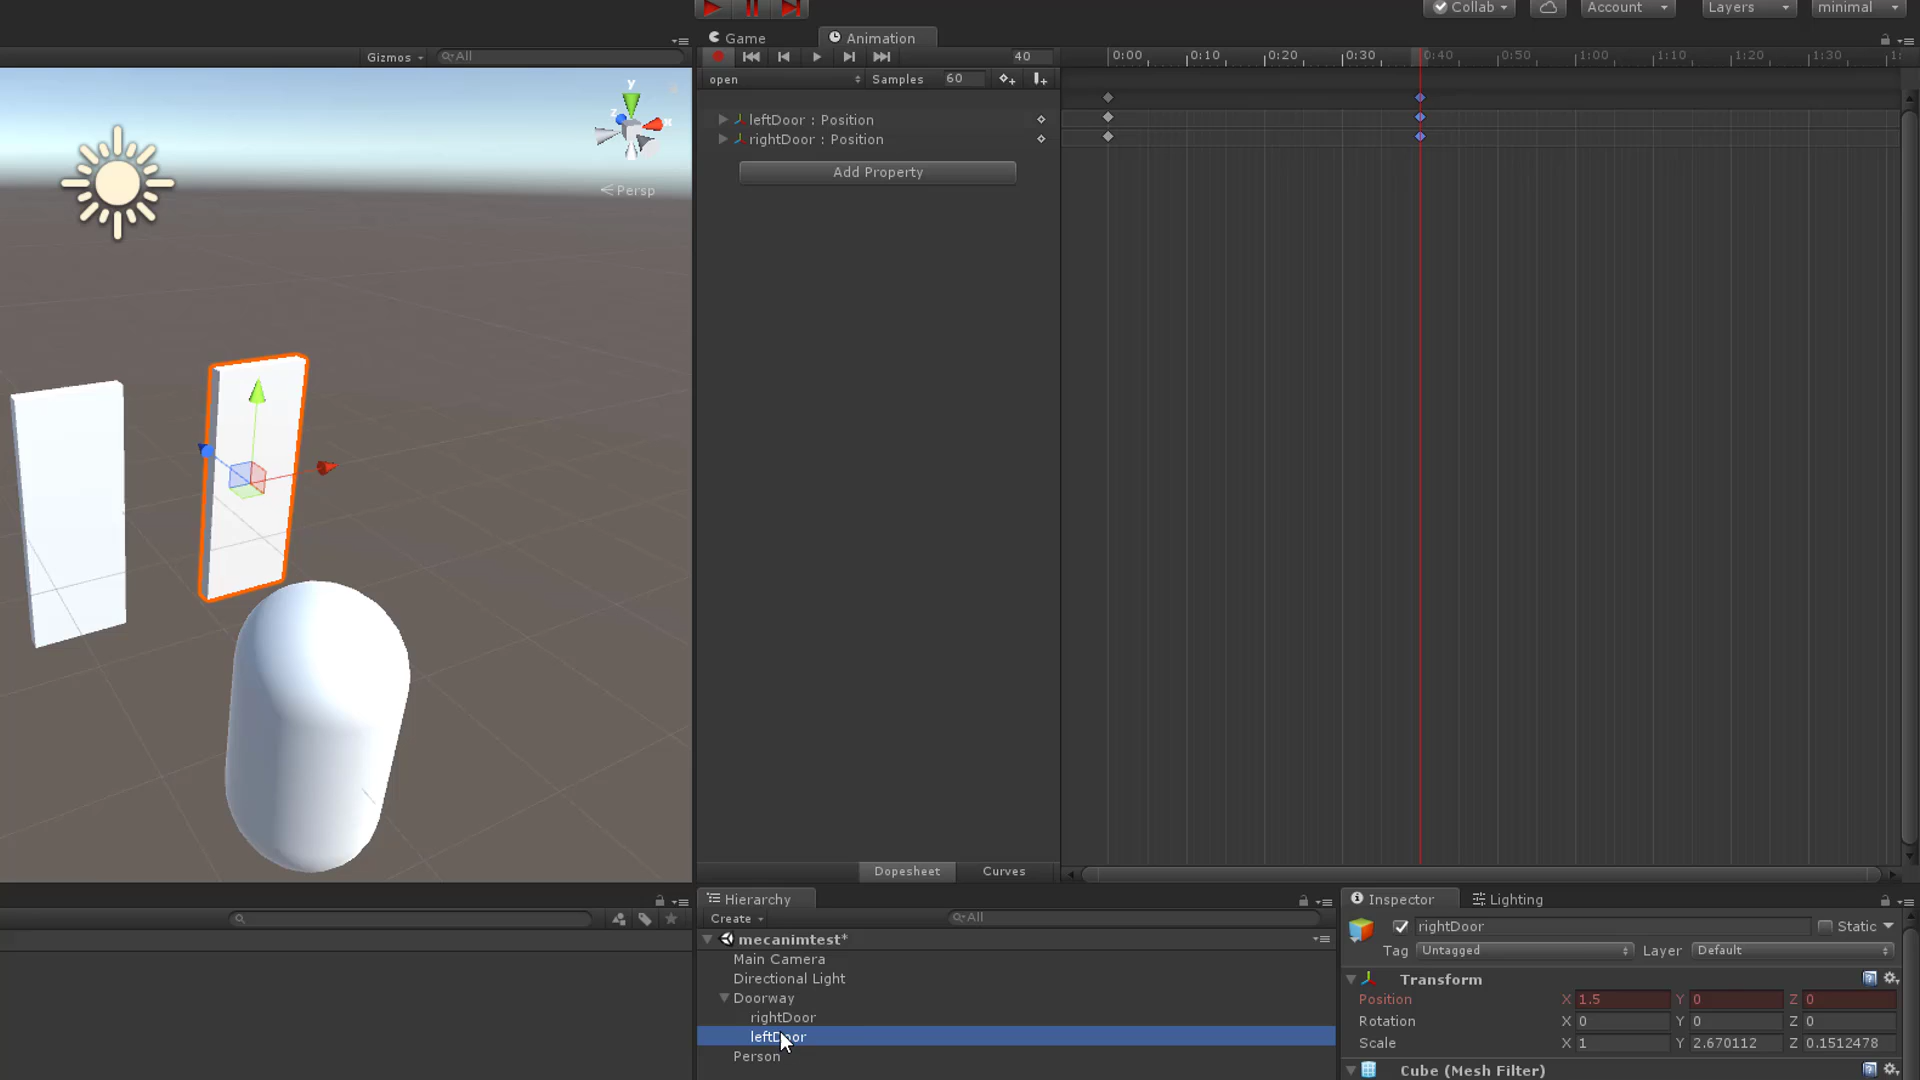 Collab
Account
Layers
minimal
Game
Animation
Gizmos
All
40
0:00
0:10
0:20
0:30
0:40
0:50
1:00
1:10
1:20
1:30
open
Samples
60
leftDoor : Position
rightDoor : Position
Add Property
y
x
z
Persp
Dopesheet
Curves
Hierarchy
Create
All
mecanimtest*
Main Camera
Directional Light
Doorway
rightDoor
leftDoor
Person
Inspector
Lighting
rightDoor
Static
Tag
Untagged
Layer
Default
Transform
Position
X
1.5
Y
0
Z
0
Rotation
X
0
Y
0
Z
0
Scale
X
1
Y
2.670112
Z
0.1512478
Cube (Mesh Filter)